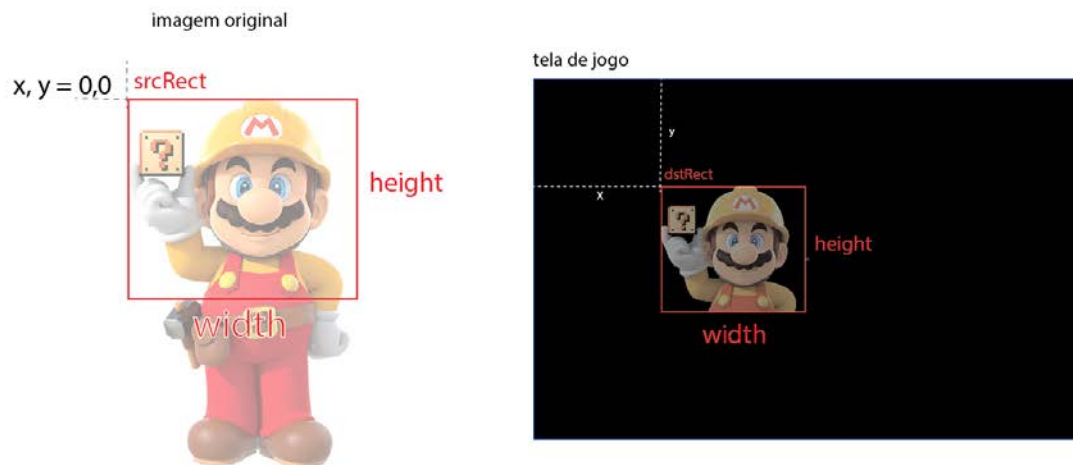 imagem original
x, y = 0,0
srcRect
height
width
tela de jogo
y
x
dstRect
height
width
M
?
M
?